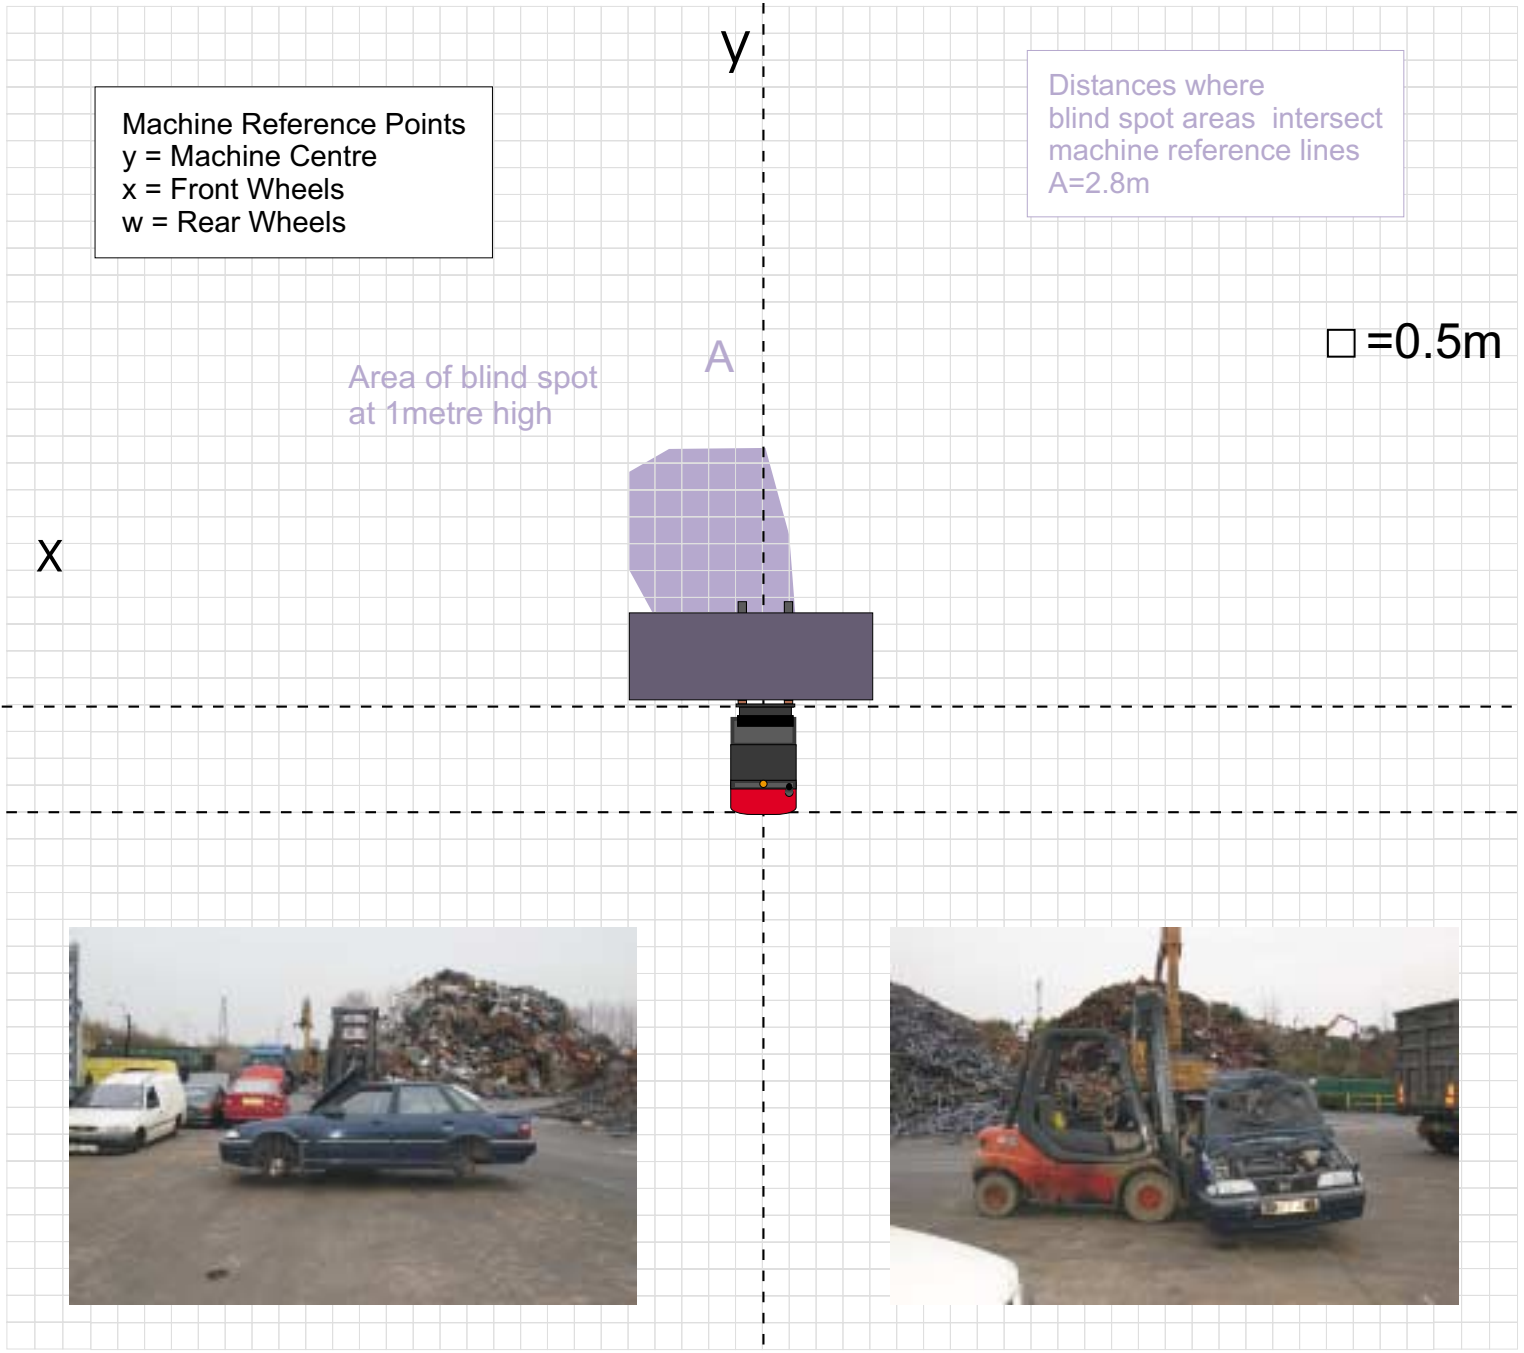 y
Machine Reference Points
y = Machine Centre
x = Front Wheels
w = Rear Wheels
Distances where
blind spot areas  intersect
machine reference lines
A=2.8m
□ =0.5m
A
Area of blind spot
at 1metre high
x